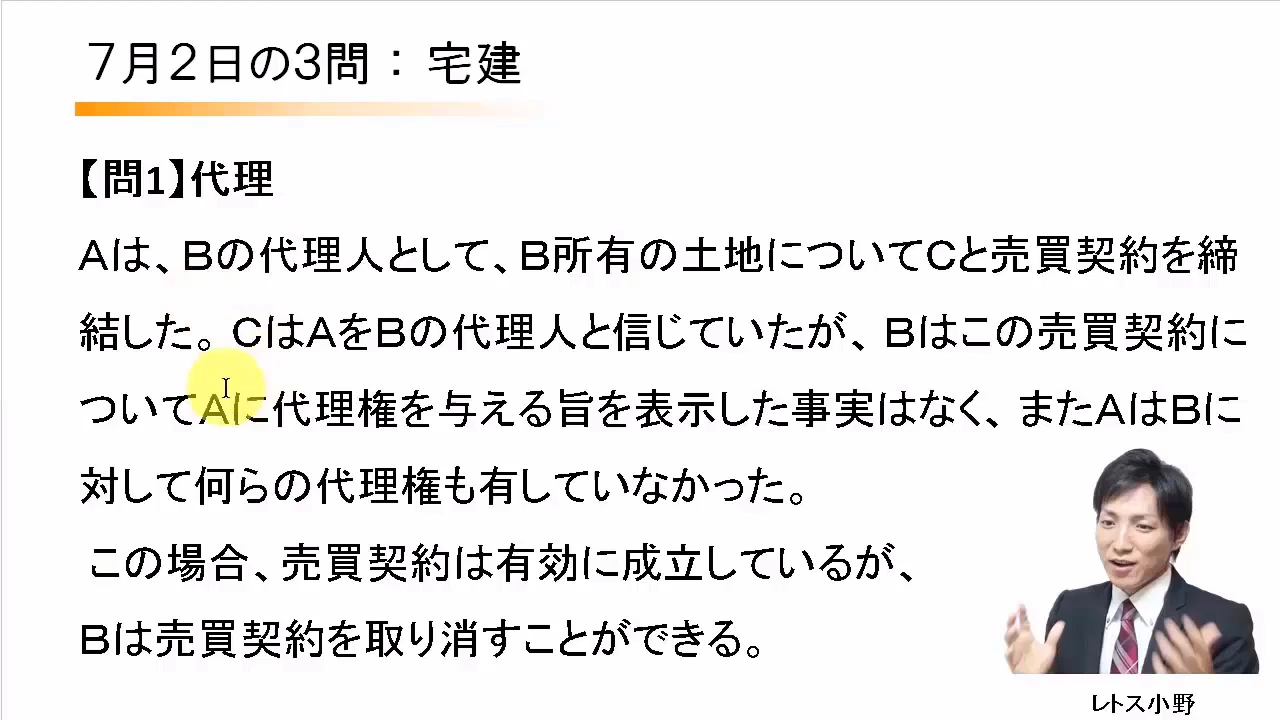 7月2日の3問：宅建
【問1】代理
Aは、Bの代理人として、B所有の土地についてCと売買契約を締
結した。CはAをBの代理人と信じていたが、Bはこの売買契約に
ついてAに代理権を与える旨を表示した事実はなく、またAはBに
対して何らの代理権も有していなかった。
この場合、売買契約は有効に成立しているが、
Bは売買契約を取り消すことができる。
レトス小野